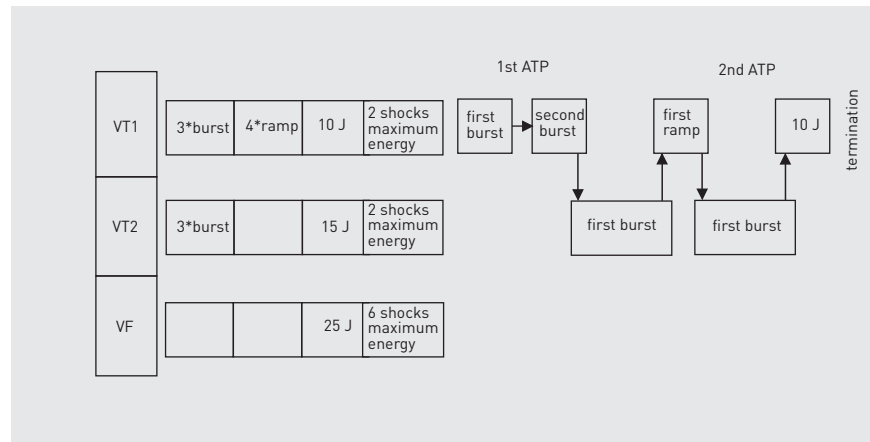 1st ATP
2nd ATP
VT1
3*burst
4*ramp
10 J
2 shocks
maximum
energy
first
burst
second
burst
first
ramp
10 J
termination
VT2
3*burst
15 J
2 shocks
maximum
energy
first burst
first burst
VF
25 J
6 shocks
maximum
energy